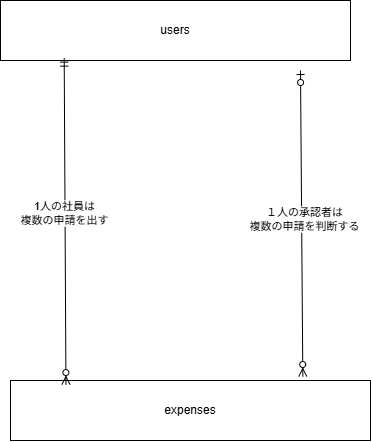 users
1人の社員は
複数の申請を出す
１人の承認者は
複数の申請を判断する
expenses